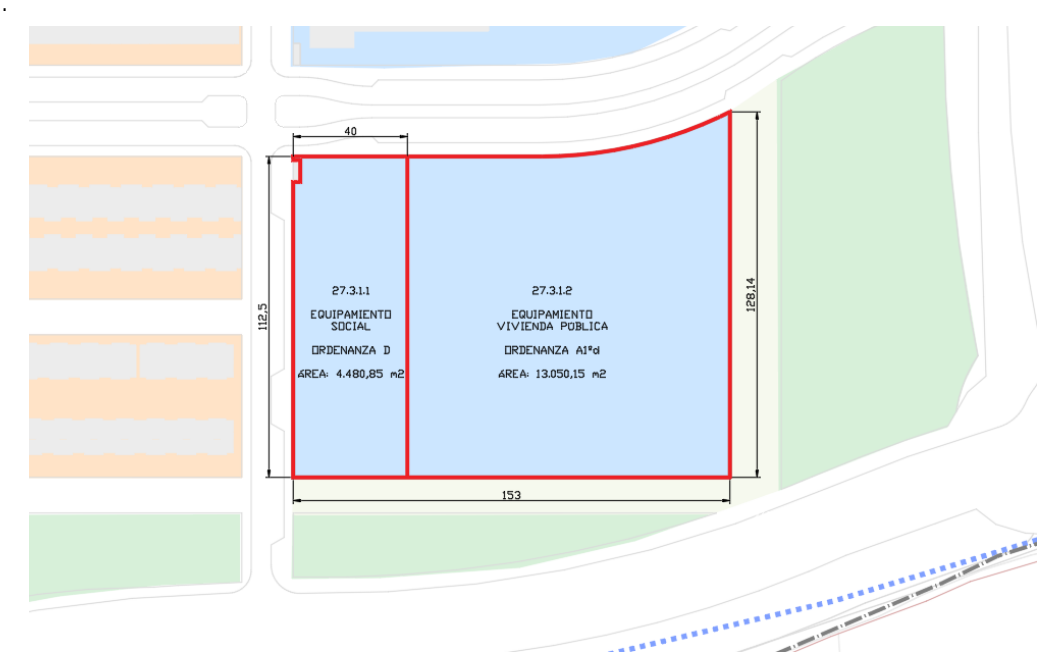 .
40
27.3.1.1
EQUIPAMIENTO
SOCIAL
ORDENANZA D
ÁREA: 4.480,85 m2
27.3.1.2
EQUIPAMIENTO
VIVIENDA PÚBLICA
ORDENANZA A1ªd
ÁREA: 13.050,15 m2
112,5
128,14
153